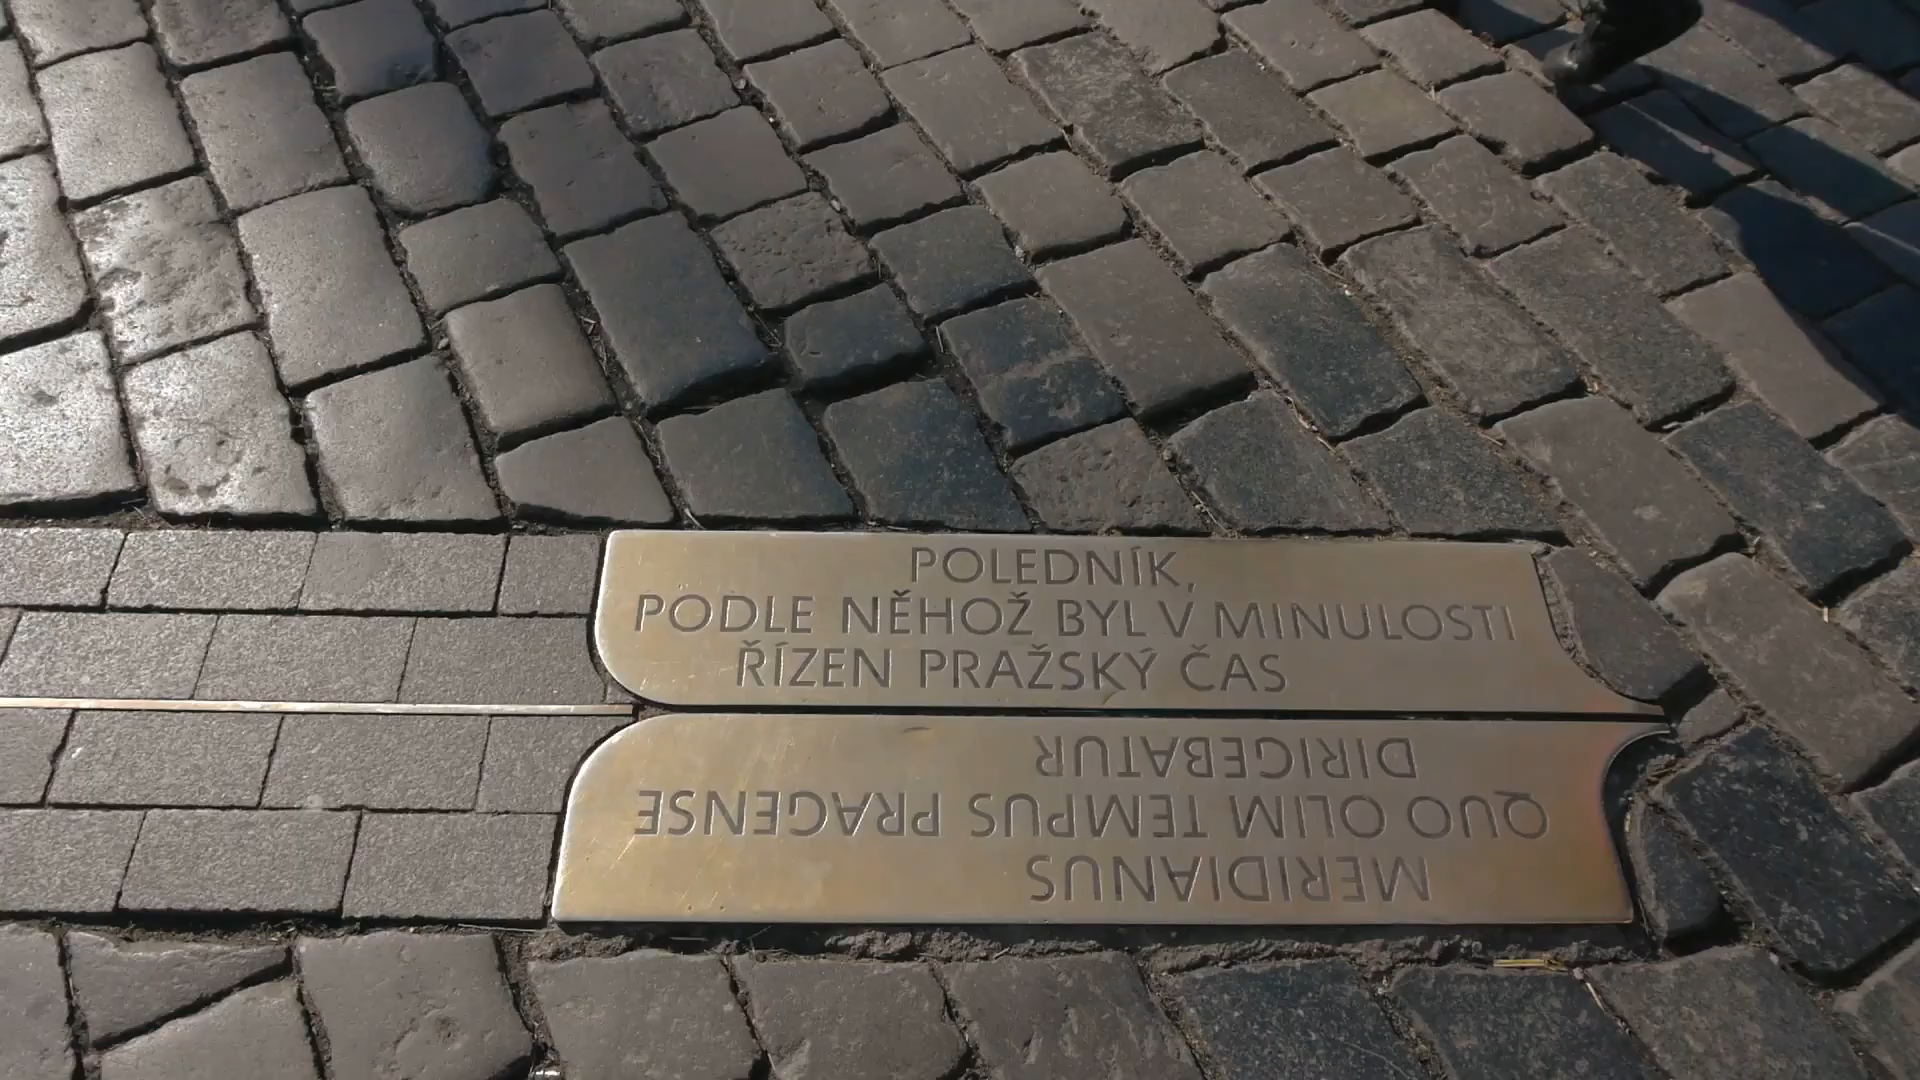 POLEDNÍK,
PODLE NĚHOŽ BYL V MINULOSTI
ŘÍZEN PRAŽSKÝ ČAS
MERIDIANUS
QUO OLIM TEMPUS PRAGENSE
DIRIGEBATUR